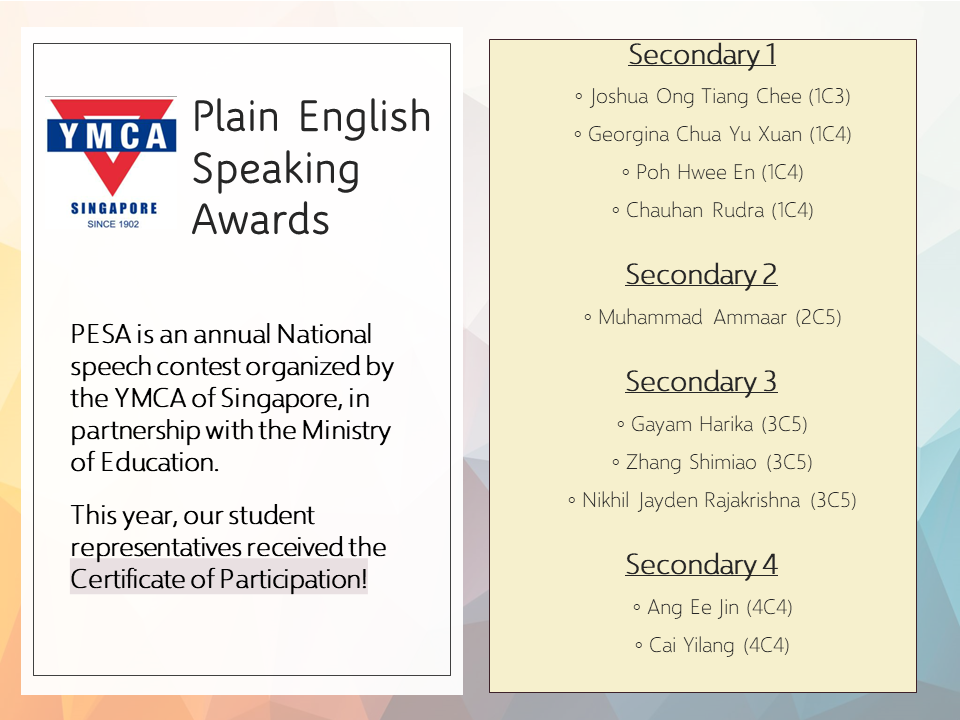 YMCA
SINGAPORE
SINCE 1902
Plain English
Speaking
Awards
PESA is an annual National
speech contest organized by
the YMCA of Singapore, in
partnership with the Ministry
of Education.
This year, our student
representatives received the
Certificate of Participation!
Secondary 1
◦ Joshua Ong Tiang Chee (1C3)
◦ Georgina Chua Yu Xuan (1C4)
◦ Poh Hwee En (1C4)
◦ Chauhan Rudra (1C4)
Secondary 2
◦ Muhammad Ammaar (2C5)
Secondary 3
◦ Gayam Harika (3C5)
◦ Zhang Shimiao (3C5)
◦ Nikhil Jayden Rajakrishna (3C5)
Secondary 4
◦ Ang Ee Jin (4C4)
◦ Cai Yilang (4C4)